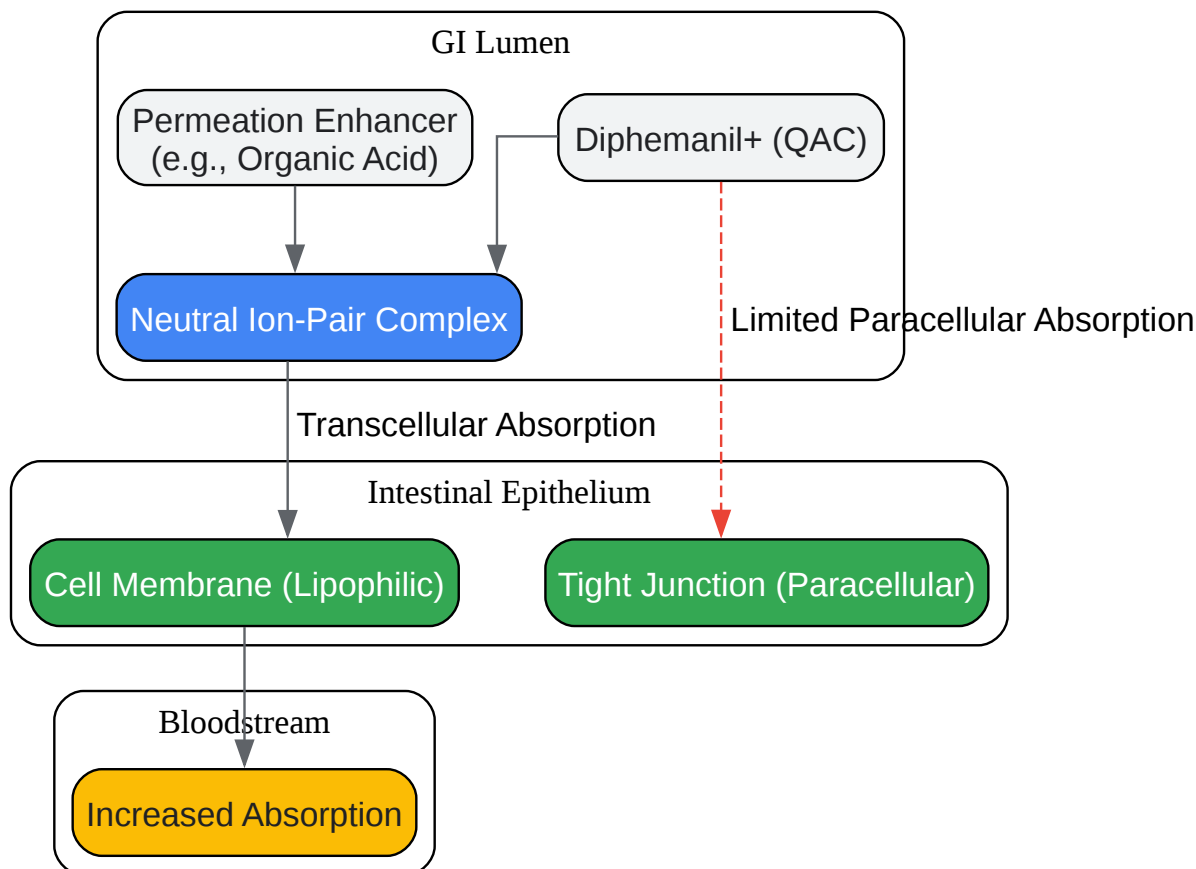 GI Lumen
Permeation Enhancer
(e.g., Organic Acid)
Diphemanil+ (QAC)
Neutral Ion-Pair Complex
Limited Paracellular Absorption
Transcellular Absorption
Intestinal Epithelium
Cell Membrane (Lipophilic)
Tight Junction (Paracellular)
Bloodstream
Increased Absorption